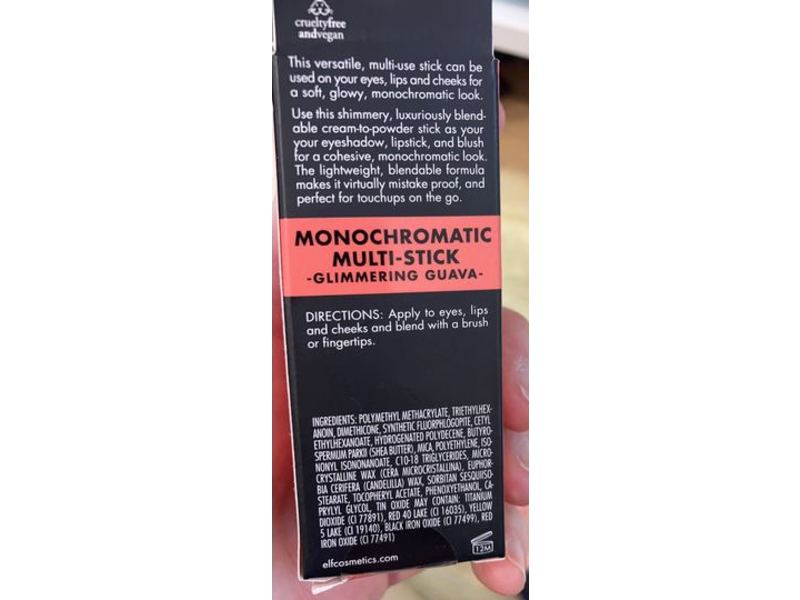 crueltyfree
andvegan
This versatile, multi-use stick can be
used on your eyes, lips and cheeks for
a soft, glowy, monochromatic look.
Use this shimmery, luxuriously blend-
able cream-to-powder stick as your
your eyeshadow, lipstick, and blush
for a cohesive, monochromatic look.
The lightweight, blendable formula
makes it virtually mistake proof, and
perfect for touchups on the go.
MONOCHROMATIC
MULTI-STICK
-GLIMMERING GUAVA-
DIRECTIONS: Apply to eyes, lips
and cheeks and blend with a brush
or fingertips.
INGREDIENTS: POLYMETHYL METHACRYLATE, TRIETHYLHEX-
ANOIN, DIMETHICONE, SYNTHETIC FLUORPHLOGOPITE, CETYL
ETHYLHEXANOATE, HYDROGENATED POLYDECENE, BUTYRO-
SPERMUM PARKII (SHEA BUTTER), MICA, POLYETHYLENE, ISO-
NONYL ISONONANOATE, C10-18 TRIGLYCERIDES, MICRO-
CRYSTALLINE WAX (CERA MICROCRISTALLINA), EUPHOR-
BIA CERIFERA (CANDELILLA) WAX, SORBITAN SESQUIISO-
STEARATE, TOCOPHERYL ACETATE, PHENOXYETHANOL, CA-
PRYLYL GLYCOL, TIN OXIDE MAY CONTAIN: TITANIUM
DIOXIDE (CI 77891), RED 40 LAKE (CI 16035), YELLOW
5 LAKE (CI 19140), BLACK IRON OXIDE (CI 77499), RED
IRON OXIDE (CI 77491)
12M
elfcosmetics.com